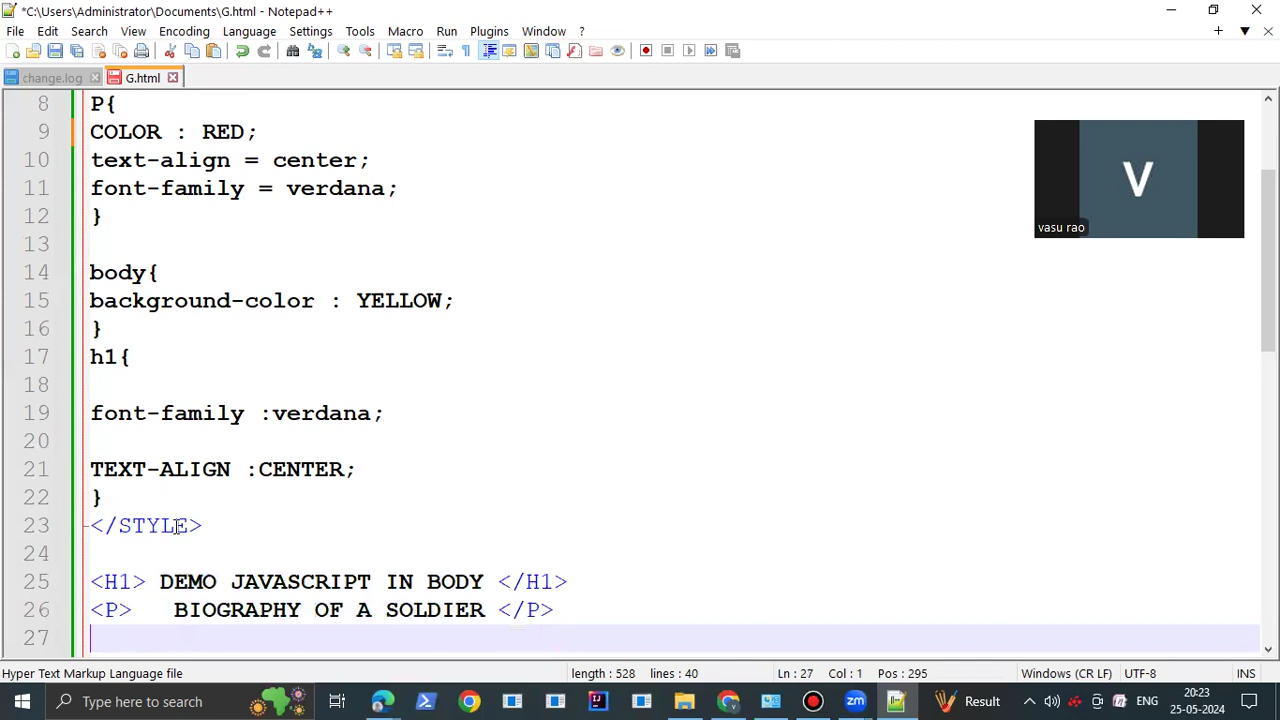 *C:\Users\Administrator\Documents\G.html - Notepad++
File Edit Search View Encoding Language Settings Tools Macro Run Plugins Window ?
change.log G.html
8 P{
9 COLOR : RED;
10 text-align = center;
11 font-family = verdana;
12 }
13
14 body{
15 background-color : YELLOW;
16 }
17 h1{
18
19 font-family :verdana;
20
21 TEXT-ALIGN :CENTER;
22 }
23 </STYLE>
24
25 <H1> DEMO JAVASCRIPT IN BODY </H1>
26 <P> BIOGRAPHY OF A SOLDIER </P>
27
V
vasu rao
Hyper Text Markup Language file length : 528 lines : 40 Ln : 27 Col : 1 Pos : 295 Windows (CR LF) UTF-8 INS
Type here to search Result ENG 20:23
25-05-2024